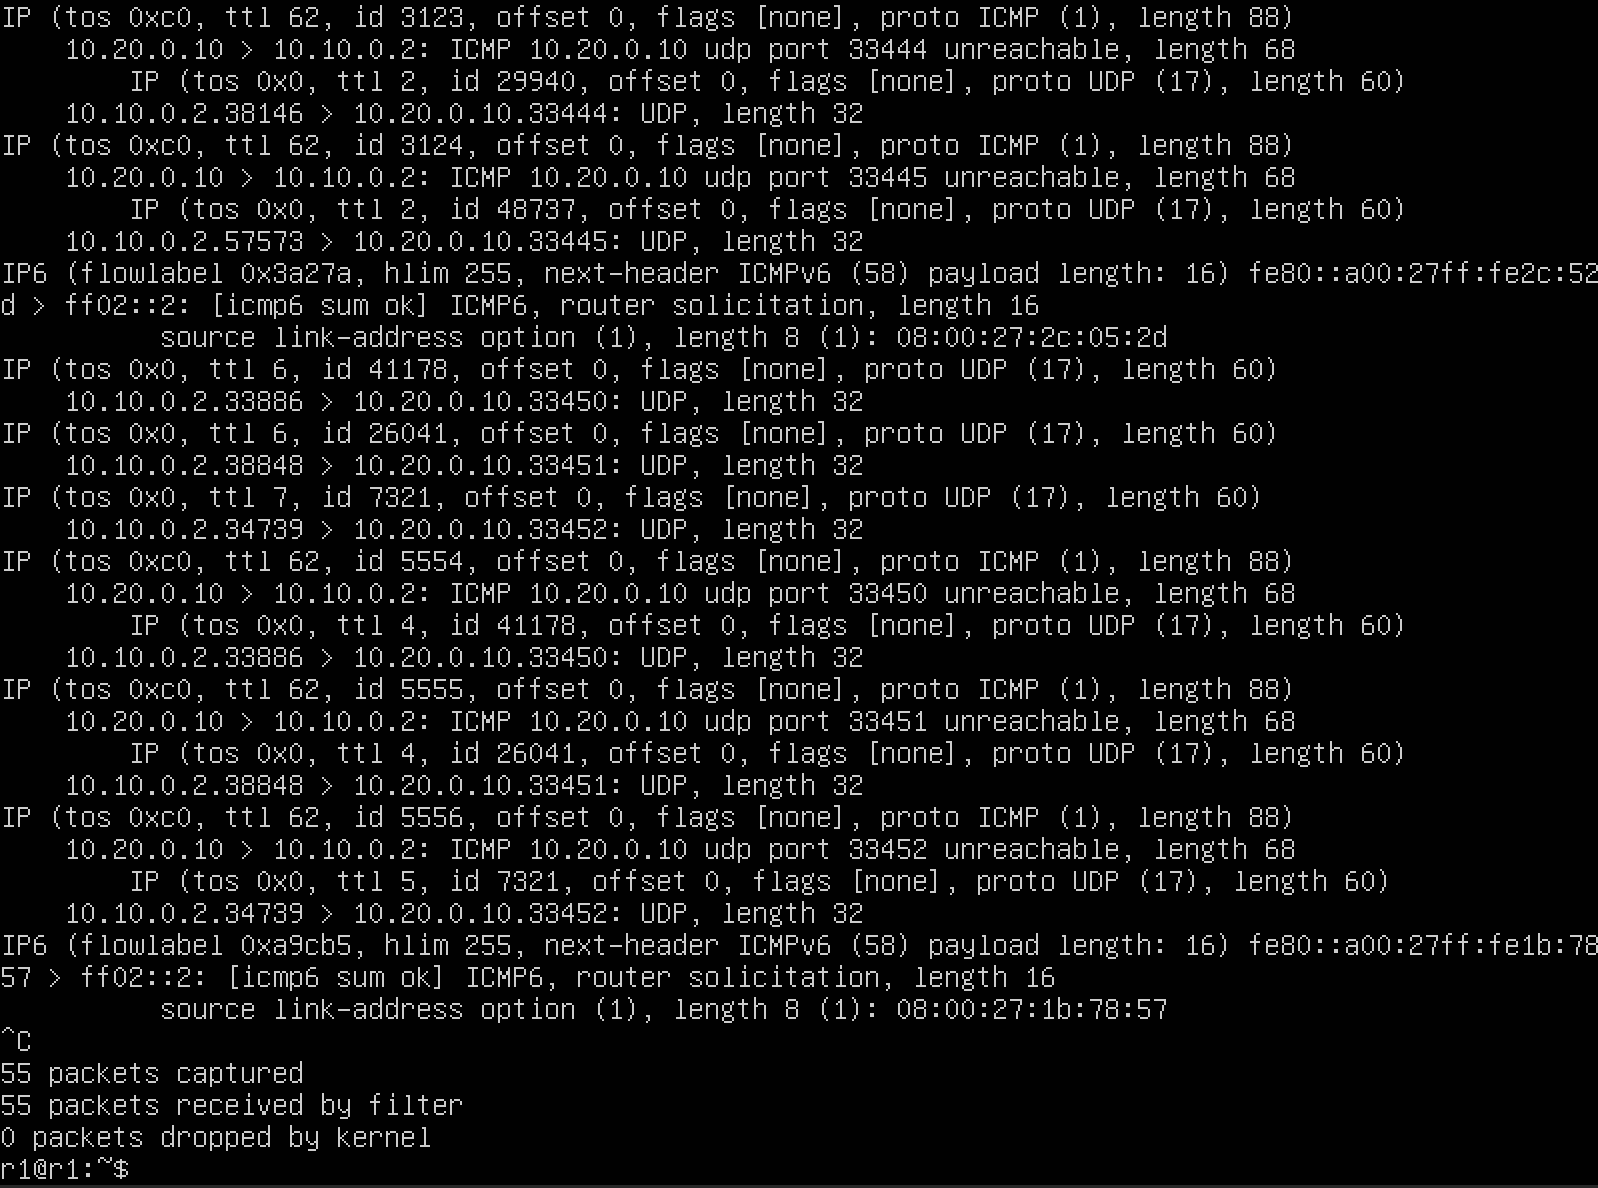 IP (tos 0xc0, ttl 62, id 3123, offset 0, flags [none], proto ICMP (1), length 88)
    10.20.0.10 > 10.10.0.2: ICMP 10.20.0.10 udp port 33444 unreachable, length 68
        IP (tos 0x0, ttl 2, id 29940, offset 0, flags [none], proto UDP (17), length 60)
    10.10.0.2.38146 > 10.20.0.10.33444: UDP, length 32
IP (tos 0xc0, ttl 62, id 3124, offset 0, flags [none], proto ICMP (1), length 88)
    10.20.0.10 > 10.10.0.2: ICMP 10.20.0.10 udp port 33445 unreachable, length 68
        IP (tos 0x0, ttl 2, id 48737, offset 0, flags [none], proto UDP (17), length 60)
    10.10.0.2.57573 > 10.20.0.10.33445: UDP, length 32
IP6 (flowlabel 0x3a27a, hlim 255, next-header ICMPv6 (58) payload length: 16) fe80::a00:27ff:fe2c:52
d > ff02::2: [icmp6 sum ok] ICMP6, router solicitation, length 16
          source link-address option (1), length 8 (1): 08:00:27:2c:05:2d
IP (tos 0x0, ttl 6, id 41178, offset 0, flags [none], proto UDP (17), length 60)
    10.10.0.2.33886 > 10.20.0.10.33450: UDP, length 32
IP (tos 0x0, ttl 6, id 26041, offset 0, flags [none], proto UDP (17), length 60)
    10.10.0.2.38848 > 10.20.0.10.33451: UDP, length 32
IP (tos 0x0, ttl 7, id 7321, offset 0, flags [none], proto UDP (17), length 60)
    10.10.0.2.34739 > 10.20.0.10.33452: UDP, length 32
IP (tos 0xc0, ttl 62, id 5554, offset 0, flags [none], proto ICMP (1), length 88)
    10.20.0.10 > 10.10.0.2: ICMP 10.20.0.10 udp port 33450 unreachable, length 68
        IP (tos 0x0, ttl 4, id 41178, offset 0, flags [none], proto UDP (17), length 60)
    10.10.0.2.33886 > 10.20.0.10.33450: UDP, length 32
IP (tos 0xc0, ttl 62, id 5555, offset 0, flags [none], proto ICMP (1), length 88)
    10.20.0.10 > 10.10.0.2: ICMP 10.20.0.10 udp port 33451 unreachable, length 68
        IP (tos 0x0, ttl 4, id 26041, offset 0, flags [none], proto UDP (17), length 60)
    10.10.0.2.38848 > 10.20.0.10.33451: UDP, length 32
IP (tos 0xc0, ttl 62, id 5556, offset 0, flags [none], proto ICMP (1), length 88)
    10.20.0.10 > 10.10.0.2: ICMP 10.20.0.10 udp port 33452 unreachable, length 68
        IP (tos 0x0, ttl 5, id 7321, offset 0, flags [none], proto UDP (17), length 60)
    10.10.0.2.34739 > 10.20.0.10.33452: UDP, length 32
IP6 (flowlabel 0xa9cb5, hlim 255, next-header ICMPv6 (58) payload length: 16) fe80::a00:27ff:fe1b:78
57 > ff02::2: [icmp6 sum ok] ICMP6, router solicitation, length 16
          source link-address option (1), length 8 (1): 08:00:27:1b:78:57
^C
55 packets captured
55 packets received by filter
0 packets dropped by kernel
r1@r1:~$